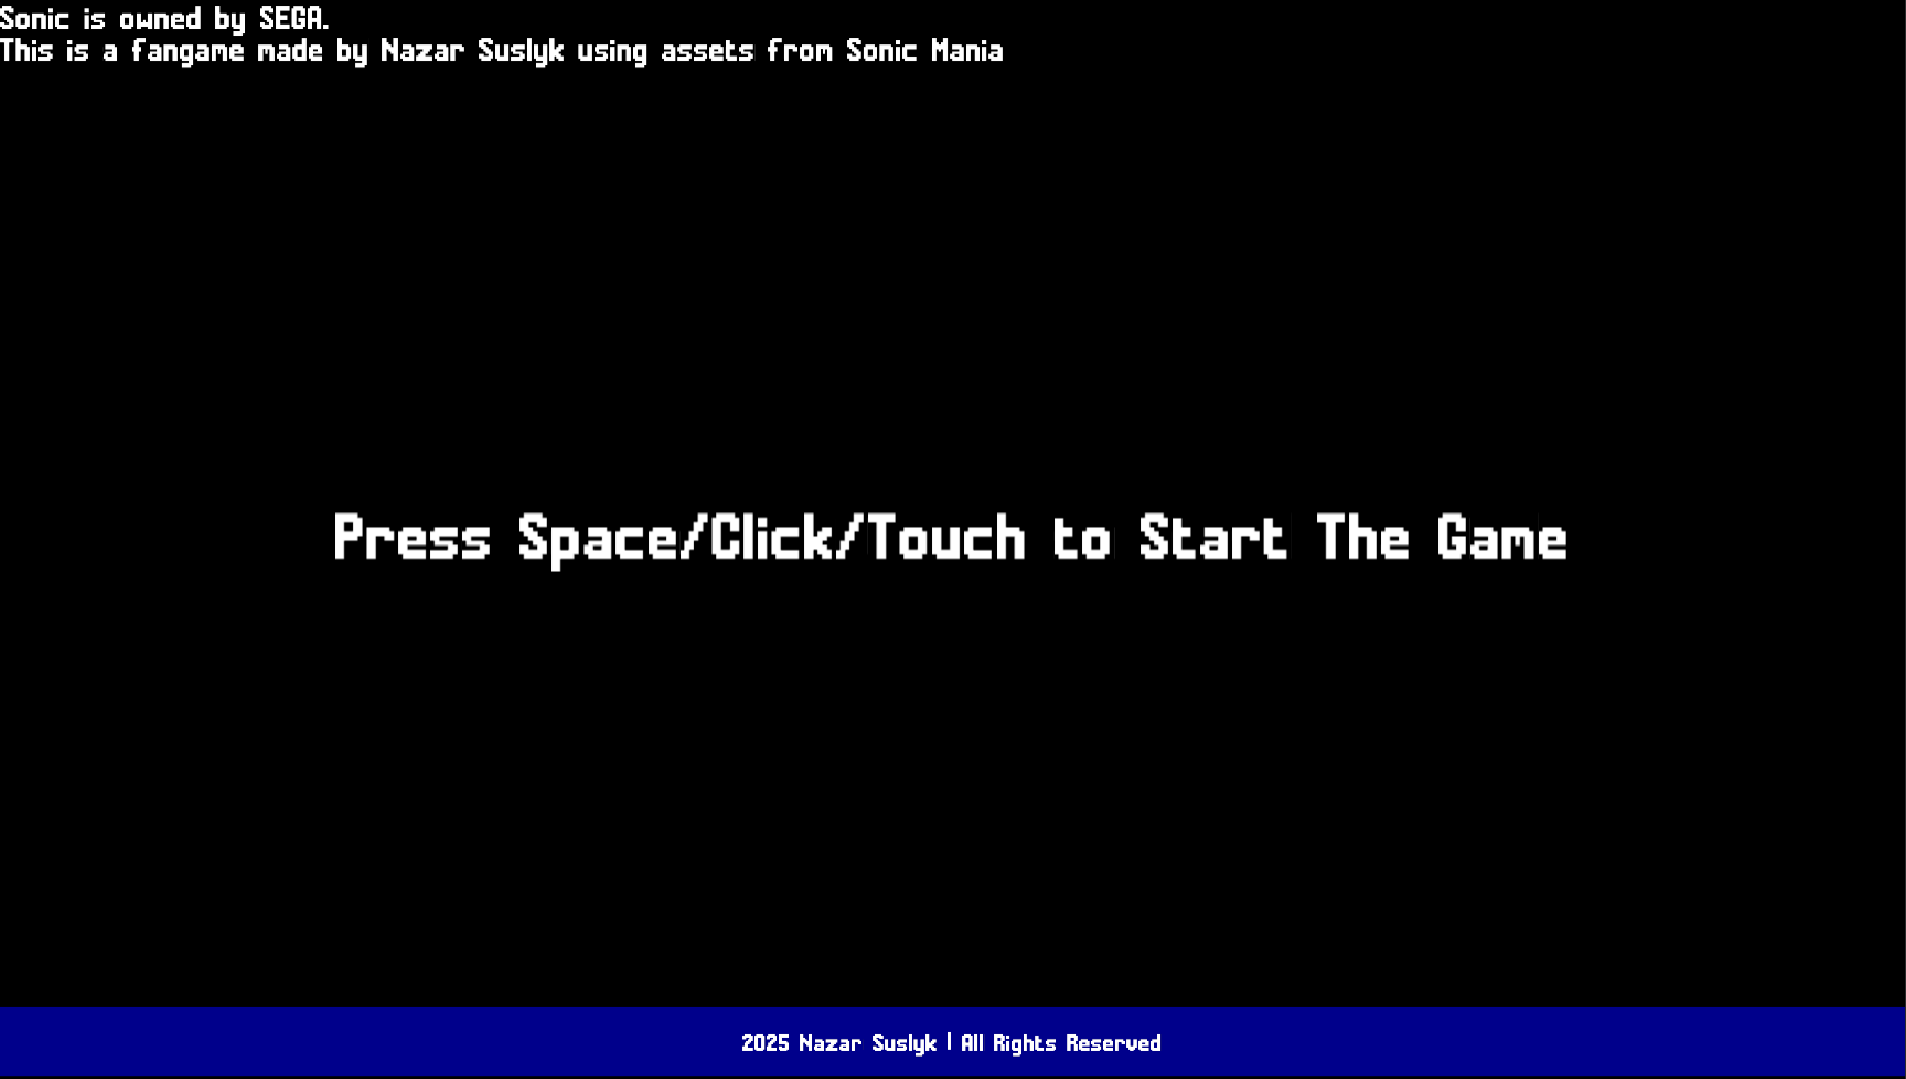 Sonic is owned by SEGA.
This is a fangame made by Nazar Suslyk using assets from Sonic Mania
Press Space/Click/Touch to Start The Game
2025 Nazar Suslyk | All Rights Reserved